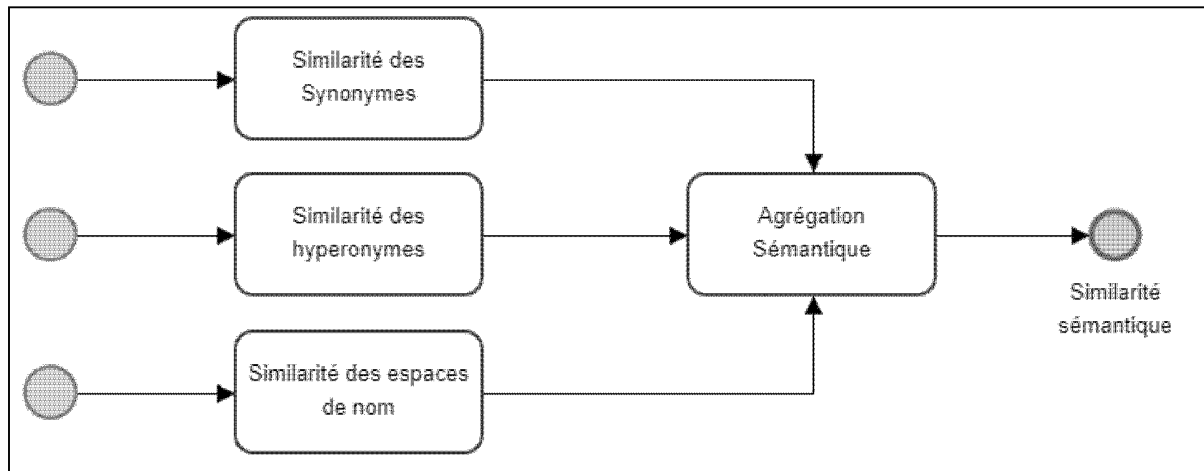 Similarité des
Synonymes
Similarité des
hyperonymes
Agrégation
Sémantique
Similarité
sémantique
Similarité des espaces
de nom